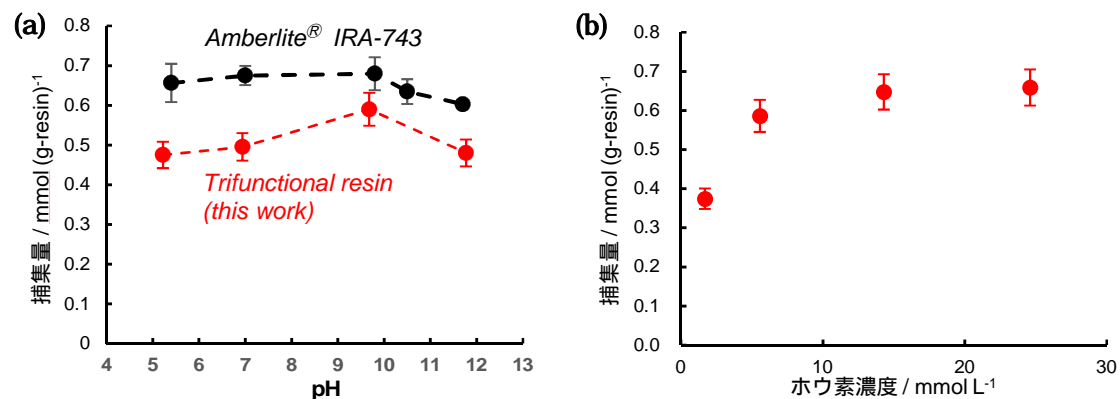 (a)
0.8
0.7
0.6
0.5
0.4
0.3
0.2
0.1
0
捕集量 / mmol (g-resin)-1
Amberlite® IRA-743
Trifunctional resin
(this work)
4 5 6 7 8 9 10 11 12 13
pH
(b)
0.8
0.7
0.6
0.5
0.4
0.3
0.2
0.1
0.0
捕集量 / mmol (g-resin)-1
0 10 20 30
ホウ素濃度 / mmol L-1